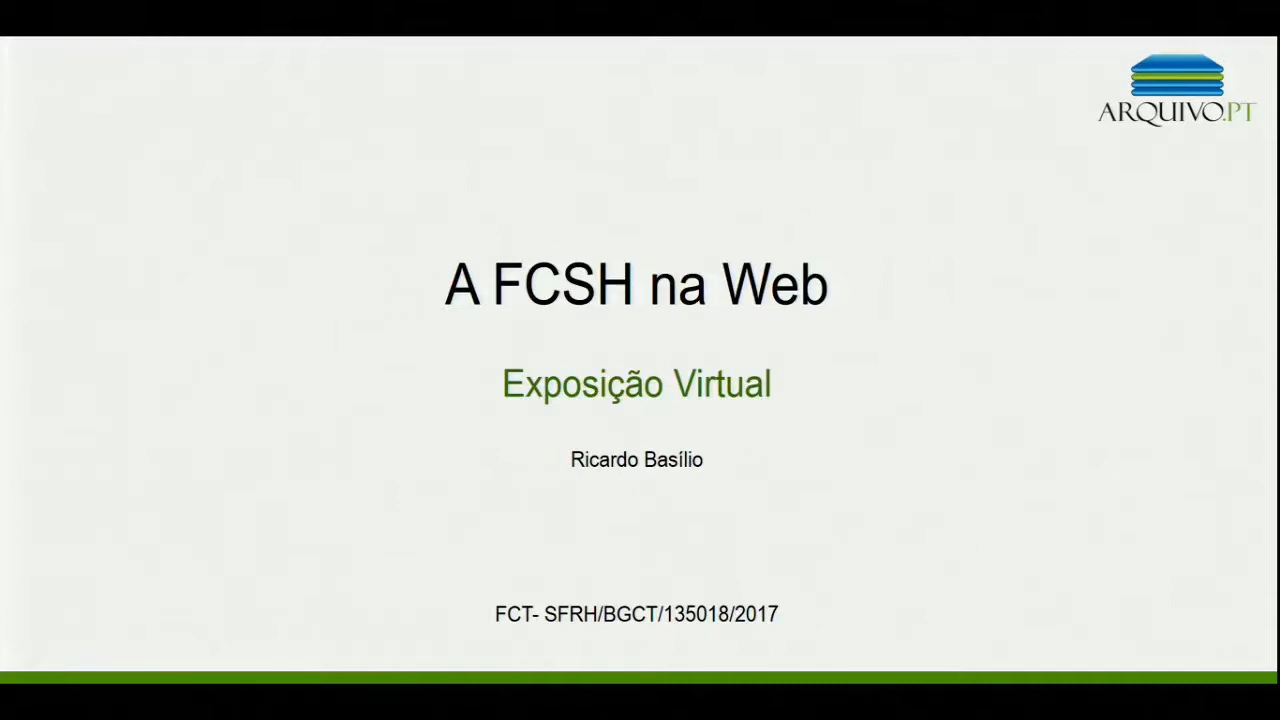 ARQUIVO.PT
A FCSH na Web
Exposição Virtual
Ricardo Basílio
FCT- SFRH/BGCT/135018/2017